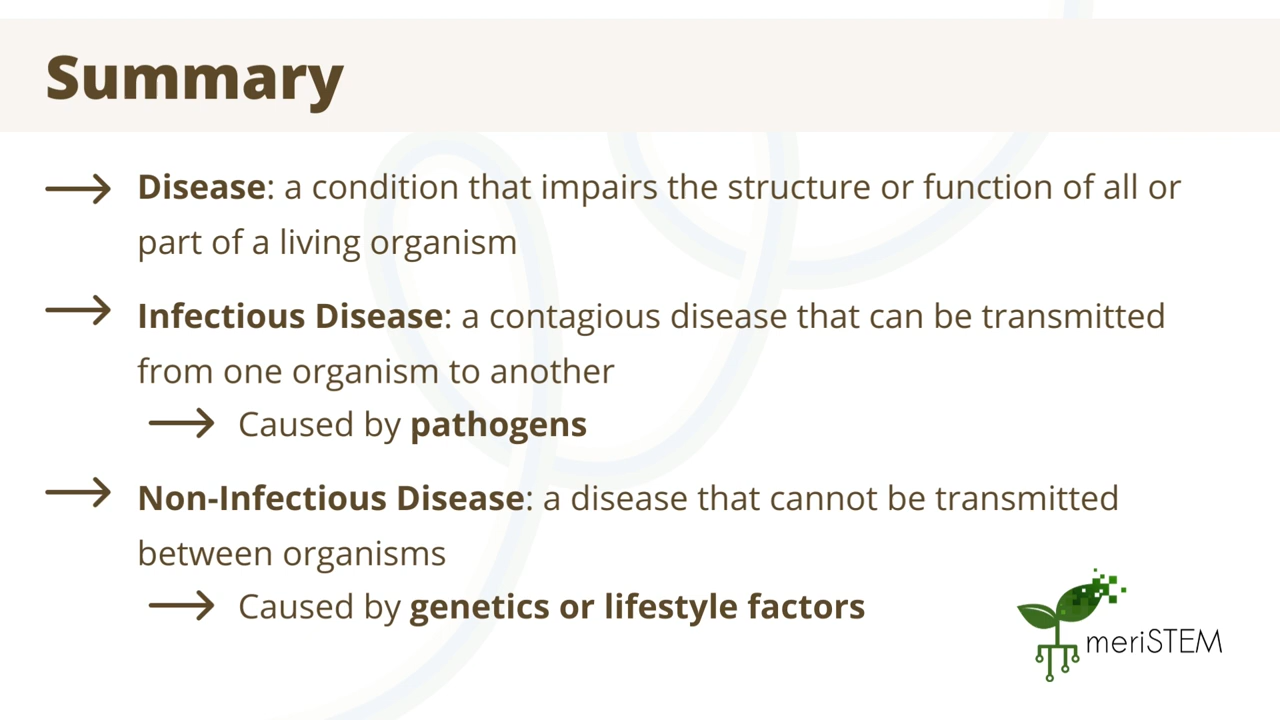 Summary
Disease: a condition that impairs the structure or function of all or
part of a living organism
Infectious Disease: a contagious disease that can be transmitted
from one organism to another
Caused by pathogens
Non-Infectious Disease: a disease that cannot be transmitted
between organisms
Caused by genetics or lifestyle factors
meriSTEM